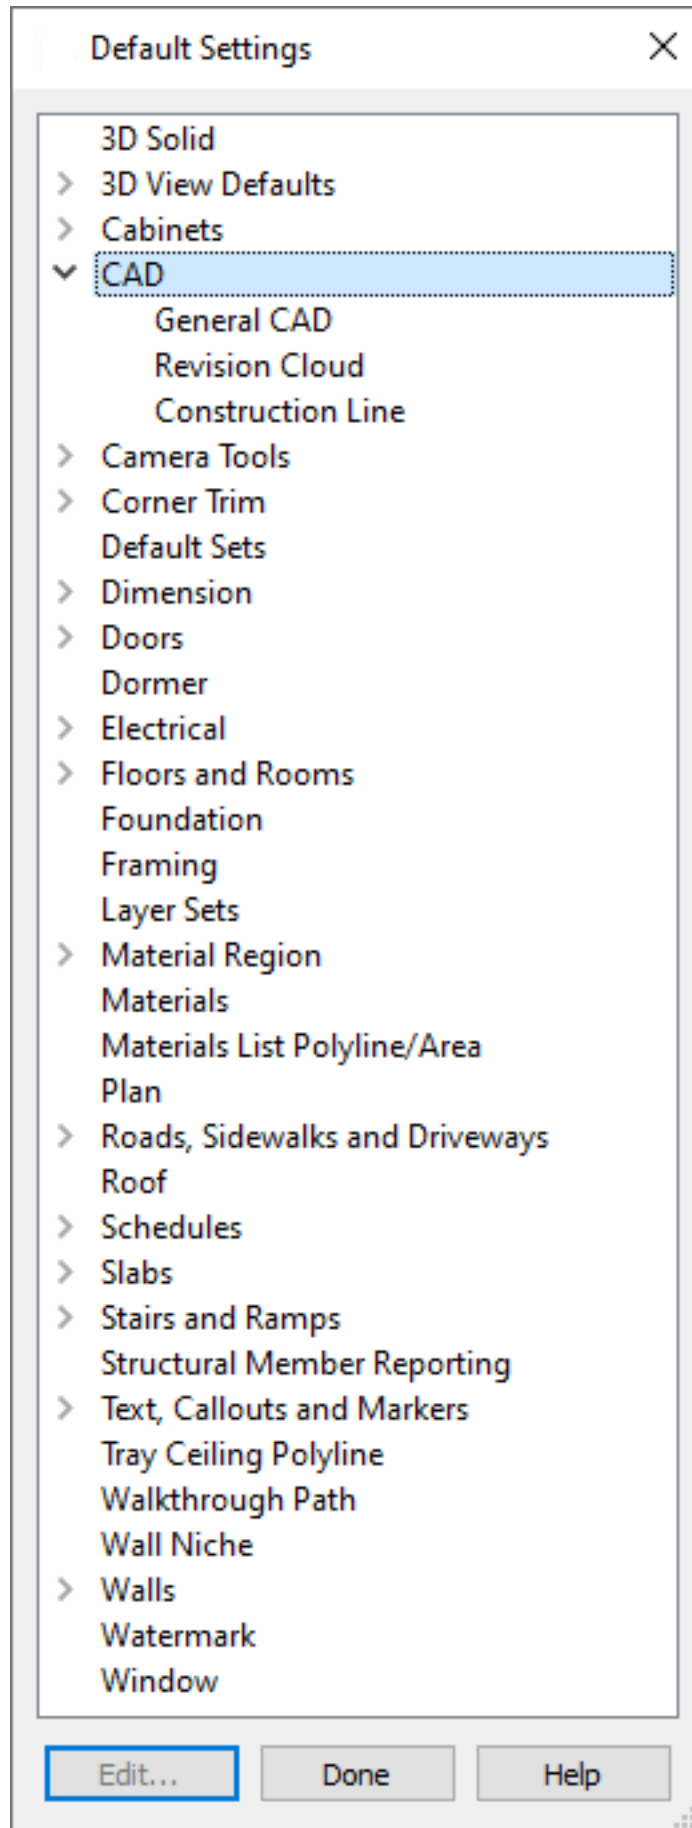 Default Settings
3D Solid
3D View Defaults
Cabinets
CAD
General CAD
Revision Cloud
Construction Line
Camera Tools
Corner Trim
Default Sets
Dimension
Doors
Dormer
Electrical
Floors and Rooms
Foundation
Framing
Layer Sets
Material Region
Materials
Materials List Polyline/Area
Plan
Roads, Sidewalks and Driveways
Roof
Schedules
Slabs
Stairs and Ramps
Structural Member Reporting
Text, Callouts and Markers
Tray Ceiling Polyline
Walkthrough Path
Wall Niche
Walls
Watermark
Window
Edit... Done Help